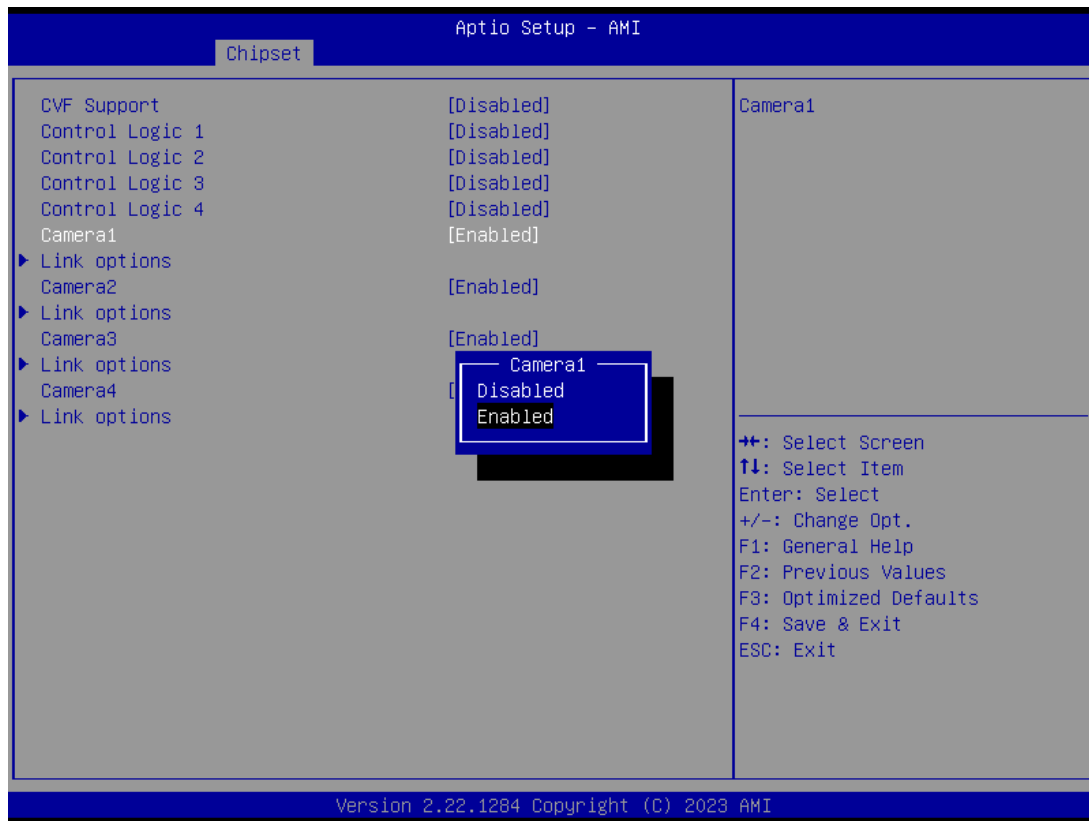 Aptio Setup – AMI
Chipset
CVF Support [Disabled] Camera1
Control Logic 1 [Disabled]
Control Logic 2 [Disabled]
Control Logic 3 [Disabled]
Control Logic 4 [Disabled]
Camera1 [Enabled]
▶ Link options
Camera2 [Enabled]
▶ Link options
Camera3 [Enabled]
▶ Link options
Camera4 [
▶ Link options
Camera1
Disabled
Enabled
→←: Select Screen
↑↓: Select Item
Enter: Select
+/-: Change Opt.
F1: General Help
F2: Previous Values
F3: Optimized Defaults
F4: Save & Exit
ESC: Exit
Version 2.22.1284 Copyright (C) 2023 AMI